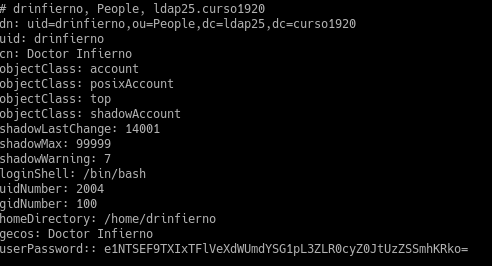 # drinfierno, People, ldap25.curso1920
dn: uid=drinfierno,ou=People,dc=ldap25,dc=curso1920
uid: drinfierno
cn: Doctor Infierno
objectClass: account
objectClass: posixAccount
objectClass: top
objectClass: shadowAccount
shadowLastChange: 14001
shadowMax: 99999
shadowWarning: 7
loginShell: /bin/bash
uidNumber: 2004
gidNumber: 100
homeDirectory: /home/drinfierno
gecos: Doctor Infierno
userPassword:: e1NTSEF9TXIxTFlVeXdWUmdYSG1pL3ZLR0cyZ0JtUzZSSmhKRko=